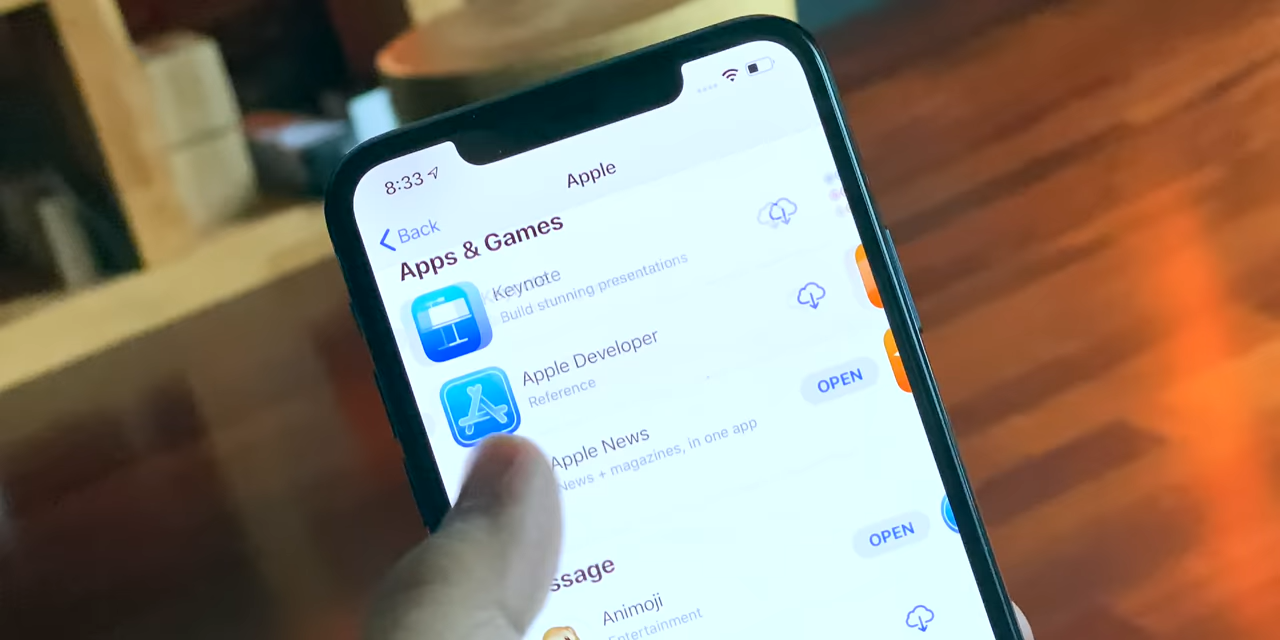 8:33
Apple
Back
Apps & Games
Keynote
Build stunning presentations
Apple Developer
Reference
OPEN
Apple News
News + magazines, in one app
OPEN
ssage
Animoji
Entertainment